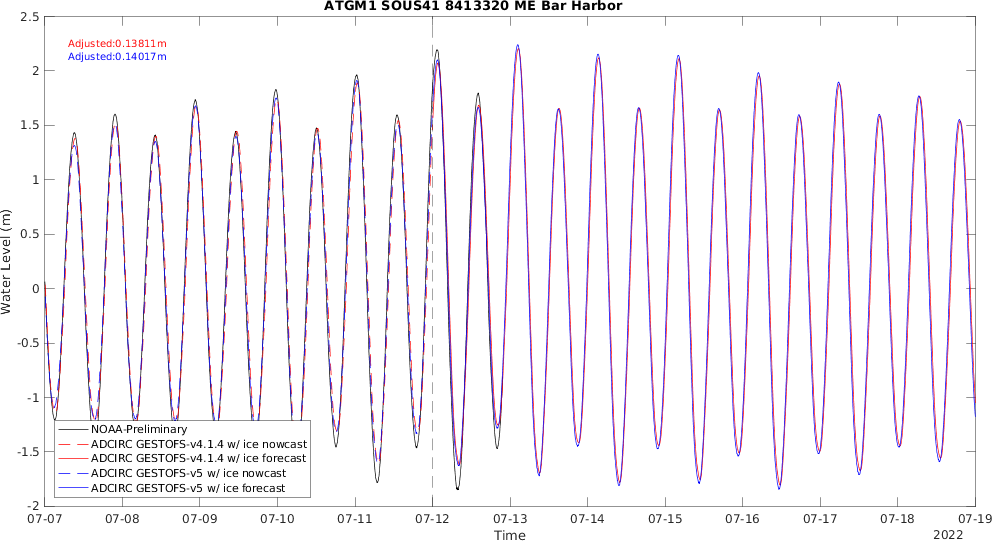 ATGM1 SOUS41 8413320 ME Bar Harbor
2.5
Adjusted:0.13811m
Adjusted:0.14017m
2
1.5
1
0.5
0
-0.5
-1
-1.5
-2
Water Level (m)
NOAA-Preliminary
ADCIRC GESTOFS-v4.1.4 w/ ice nowcast
ADCIRC GESTOFS-v4.1.4 w/ ice forecast
ADCIRC GESTOFS-v5 w/ ice nowcast
ADCIRC GESTOFS-v5 w/ ice forecast
07-07 07-08 07-09 07-10 07-11 07-12 07-13 07-14 07-15 07-16 07-17 07-18 07-19
Time
2022